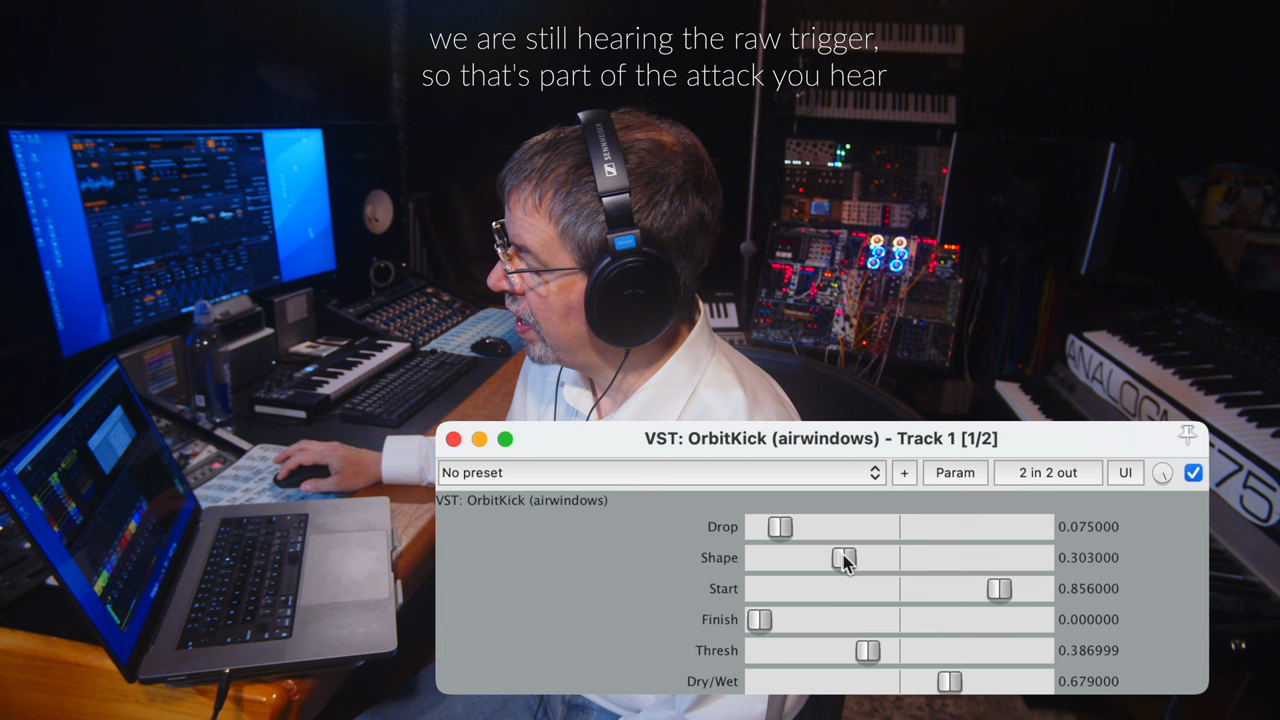 we are still hearing the raw trigger,
so that's part of the attack you hear
SENNHEISER
ANALOG
75
VST: OrbitKick (airwindows) - Track 1 [1/2]
No preset
+
Param
2 in 2 out
UI
VST: OrbitKick (airwindows)
Drop
0.075000
Shape
0.303000
Start
0.856000
Finish
0.000000
Thresh
0.386999
Dry/Wet
0.679000